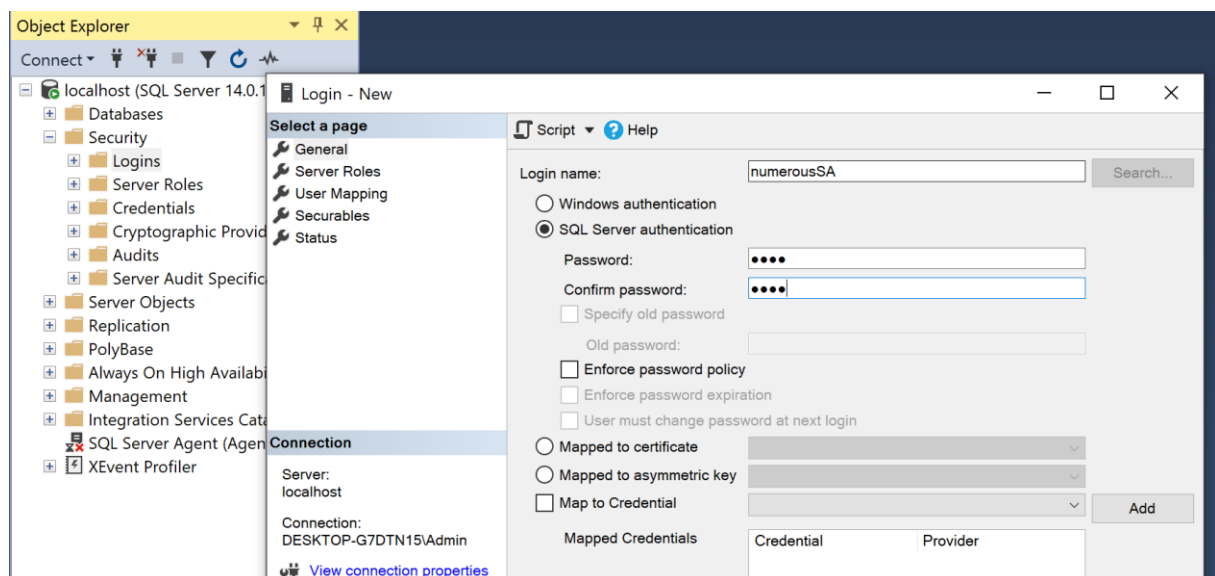 Object Explorer
Connect
localhost (SQL Server 14.0.1
Databases
Security
Logins
Server Roles
Credentials
Cryptographic Provid
Audits
Server Audit Specific
Server Objects
Replication
PolyBase
Always On High Availabi
Management
Integration Services Cata
SQL Server Agent (Agen
XEvent Profiler
Login - New
Select a page
General
Server Roles
User Mapping
Securables
Status
Connection
Server:
localhost
Connection:
DESKTOP-G7DTN15\Admin
View connection properties
Script Help
Login name: numerousSA Search...
Windows authentication
SQL Server authentication
Password: ●●●●
Confirm password: ●●●●
Specify old password
Old password:
Enforce password policy
Enforce password expiration
User must change password at next login
Mapped to certificate
Mapped to asymmetric key
Map to Credential Add
Mapped Credentials Credential Provider